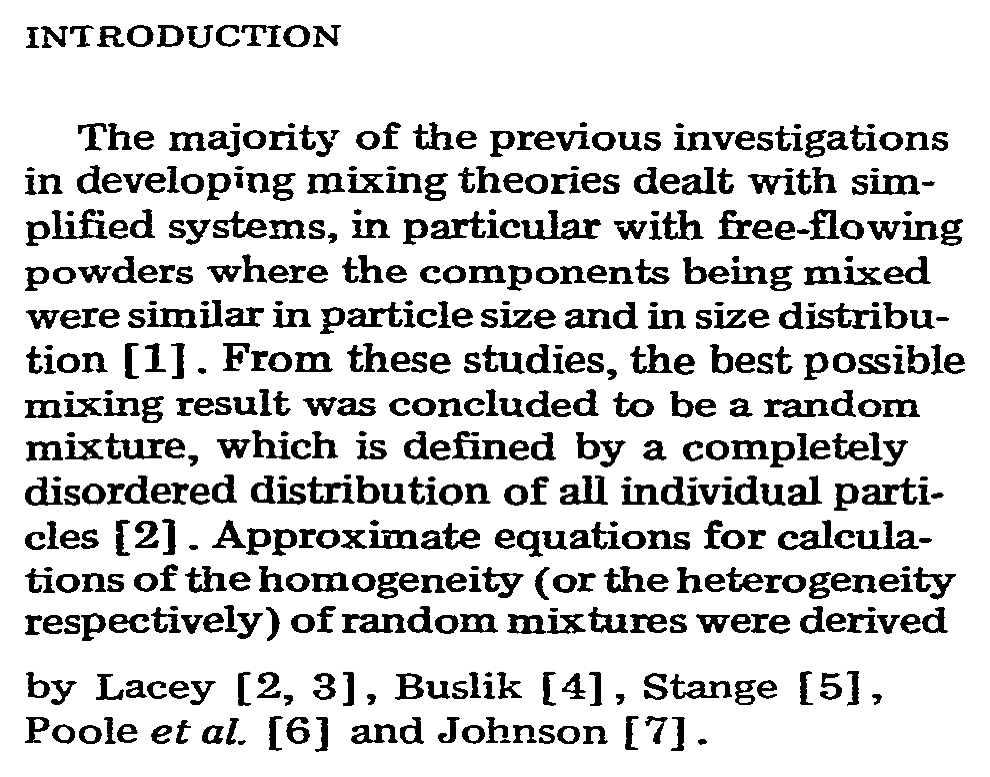 INTRODUCTION
The majority of the previous investigations
in developing mixing theories dealt with sim-
plified systems, in particular with free-flowing
powders where the components being mixed
were similar in particle size and in size distribu-
tion [1]. From these studies, the best possible
mixing result was concluded to be a random
mixture, which is defined by a completely
disordered distribution of all individual parti-
cles [2]. Approximate equations for calcula-
tions of the homogeneity (or the heterogeneity
respectively) of random mixtures were derived
by Lacey [2, 3], Buslik [4], Stange [5],
Poole et al. [6] and Johnson [7].